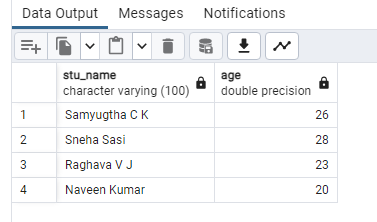 Data Output Messages Notifications
stu_name age
character varying (100) double precision
1 Samyugtha C K 26
2 Sneha Sasi 28
3 Raghava V J 23
4 Naveen Kumar 20